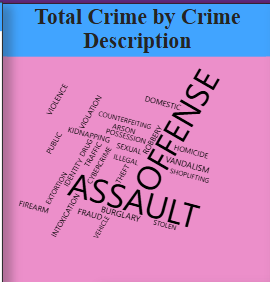 Total Crime by Crime
Description
VIOLENCE
VIOLATION
DOMESTIC
OFFENSE
COUNTERFEITING
ARSON
POSSESSION
ROBBERY
PUBLIC
KIDNAPPING
DRUG
SEXUAL
HOMICIDE
TRAFFIC
ILLEGAL
VANDALISM
IDENTITY
CYBERCRIME
THEFT
SHOPLIFTING
EXTORTION
ASSAULT
FIREARM
INTOXICATION
FRAUD
BURGLARY
VEHICLE
STOLEN